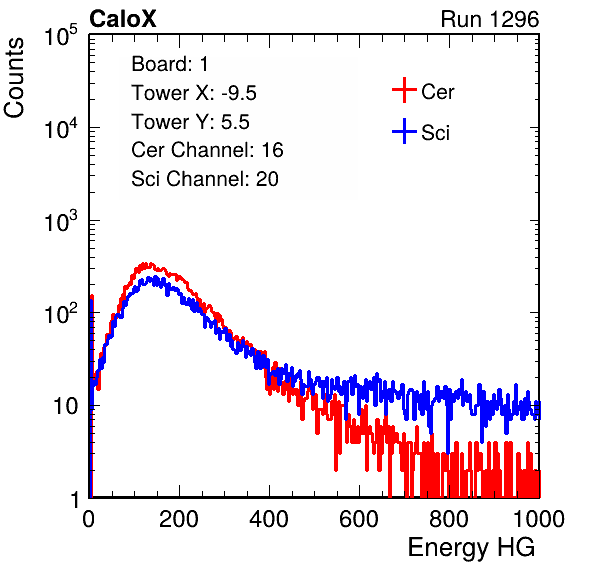 CaloX Run 1296
Counts
Board: 1
Tower X: -9.5
Tower Y: 5.5
Cer Channel: 16
Sci Channel: 20
Cer
Sci
10^5
10^4
10^3
10^2
10
1
0 200 400 600 800 1000
Energy HG